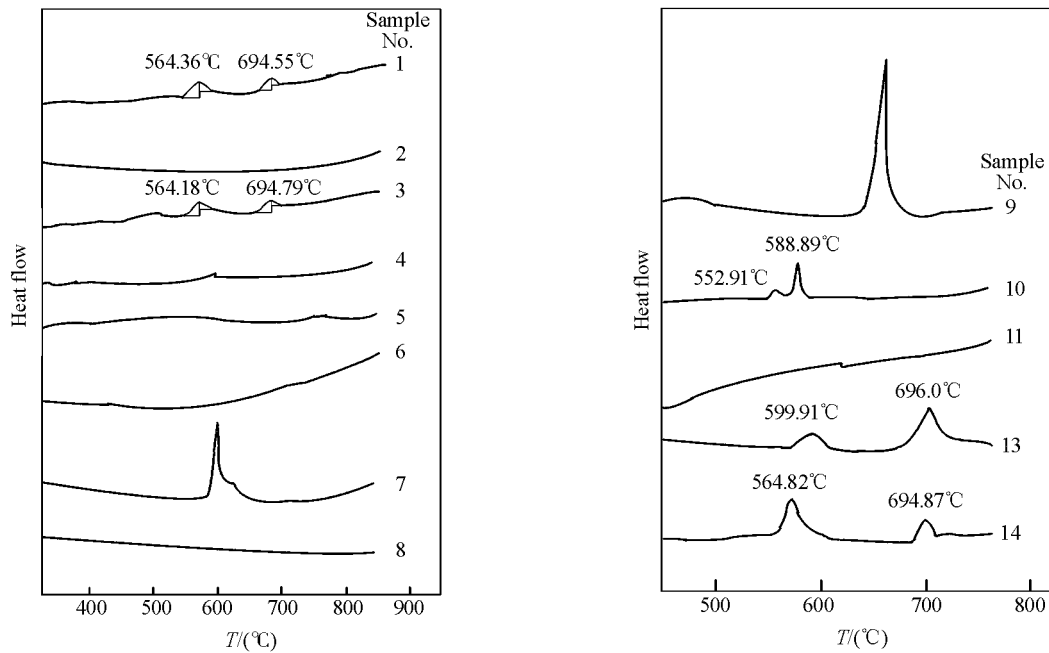 Sample
No.
564.36℃ 694.55℃ 1
2
564.18℃ 694.79℃ 3
4
5
6
7
8
Heat flow
400 500 600 700 800 900
T/(℃)
Sample
No.
9
588.89℃
552.91℃ 10
11
599.91℃ 696.0℃
13
564.82℃ 694.87℃
14
Heat flow
500 600 700 800
T/(℃)